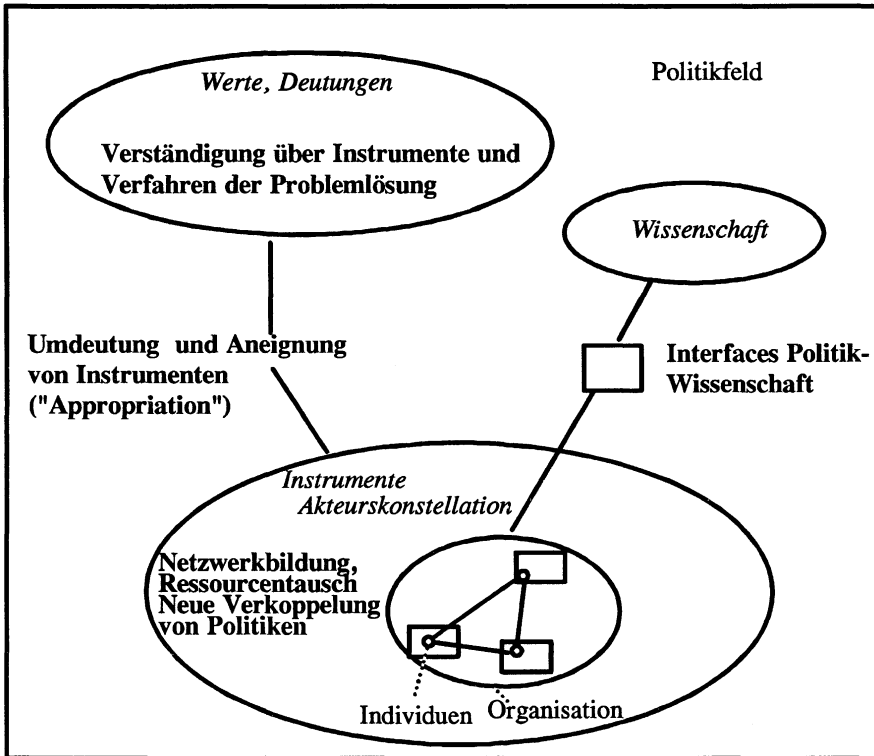 Werte, Deutungen
Politikfeld
Verständigung über Instrumente und
Verfahren der Problemlösung
Wissenschaft
Umdeutung und Aneignung
von Instrumenten
("Appropriation")
Interfaces Politik-
Wissenschaft
Instrumente
Akteurskonstellation
Netzwerkbildung,
Ressourcentausch
Neue Verkoppelung
von Politiken
Individuen
Organisation